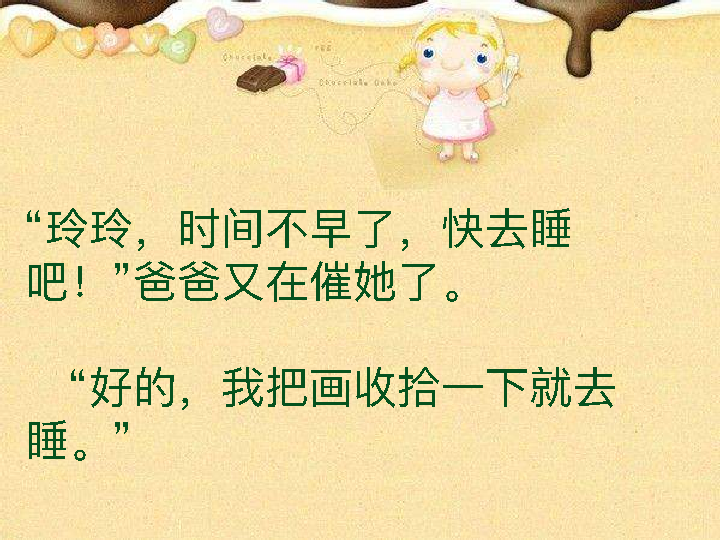 I Love
Chocolate
Chocolate Cake
“玲玲，时间不早了，快去睡
吧！”爸爸又在催她了。
“好的，我把画收拾一下就去
睡。”